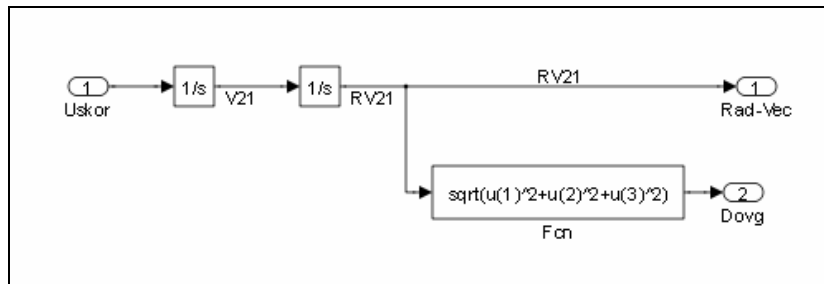 1
Uskor
1/s
V21
1/s
RV21
RV21
1
Rad-Vec
sqrt(u(1)^2+u(2)^2+u(3)^2)
Fcn
2
Dovg